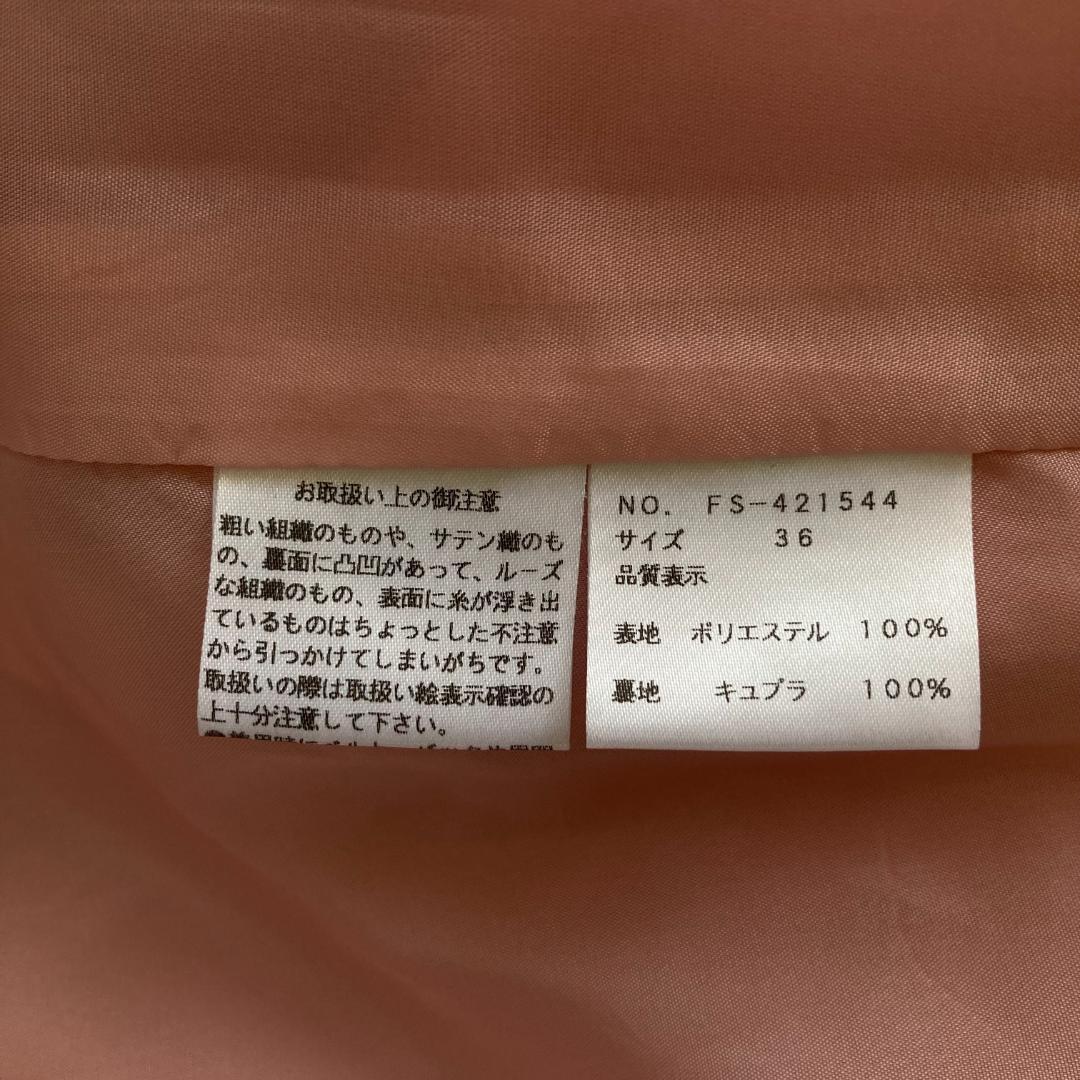 お取扱い上の御注意
粗い組織のものや、サテン織のも
の、裏面に凸凹があって、ルーズ
な組織のもの、表面に糸が浮き出
ているものはちょっとした不注意
から引っかけてしまいがちです。
取扱いの際は取扱い絵表示確認の
上十分注意して下さい。
NO. FS-421544
サイズ 36
品質表示
表地 ポリエステル 100%
裏地 キュプラ 100%